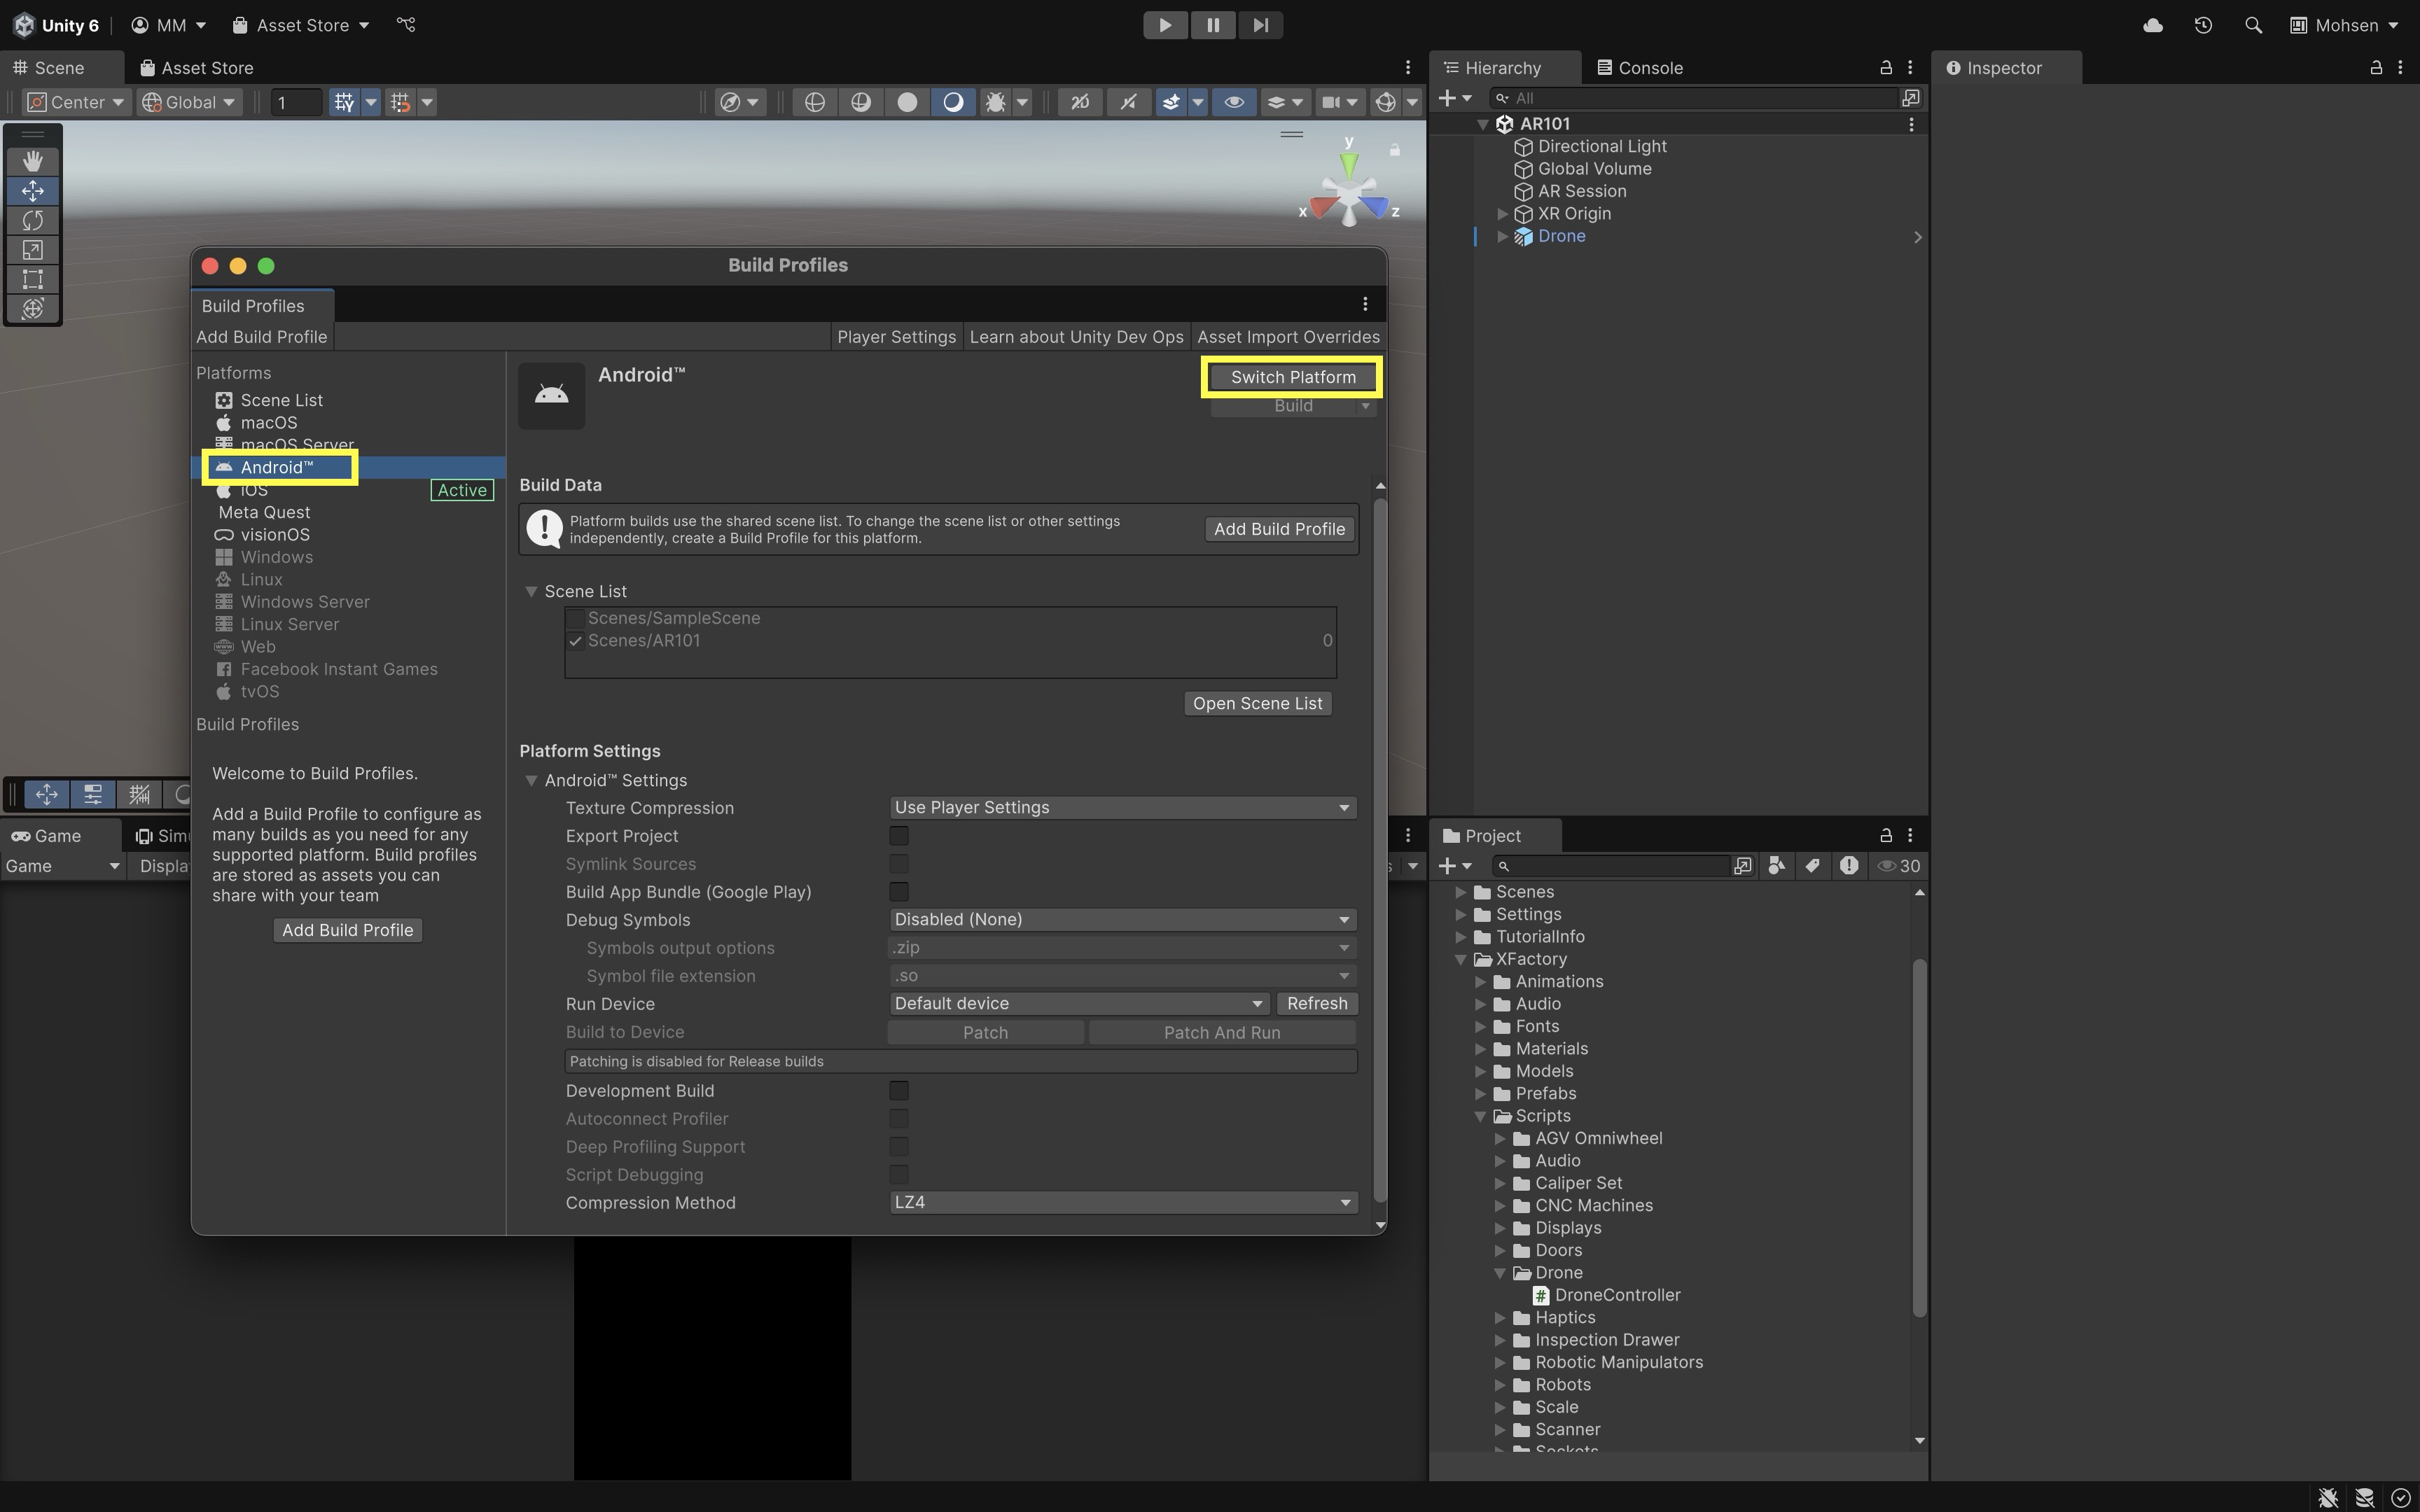 Unity 6
MM
Asset Store
Mohsen
Scene
Asset Store
Hierarchy
Console
Inspector
Center
Global
1
2D
All
AR101
Directional Light
Global Volume
AR Session
XR Origin
Drone
y
x
z
Build Profiles
Build Profiles
Add Build Profile
Player Settings
Learn about Unity Dev Ops
Asset Import Overrides
Platforms
Scene List
macOS
macOS Server
Android™
iOS
Active
Meta Quest
visionOS
Windows
Linux
Windows Server
Linux Server
Web
Facebook Instant Games
tvOS
Build Profiles
Welcome to Build Profiles.
Add a Build Profile to configure as
many builds as you need for any
supported platform. Build profiles
are stored as assets you can
share with your team
Add Build Profile
Android™
Switch Platform
Build
Build Data
Platform builds use the shared scene list. To change the scene list or other settings
independently, create a Build Profile for this platform.
Add Build Profile
Scene List
Scenes/SampleScene
Scenes/AR101
0
Open Scene List
Platform Settings
Android™ Settings
Texture Compression
Use Player Settings
Export Project
Symlink Sources
Build App Bundle (Google Play)
Debug Symbols
Disabled (None)
Symbols output options
.zip
Symbol file extension
.so
Run Device
Default device
Refresh
Build to Device
Patch
Patch And Run
Patching is disabled for Release builds
Development Build
Autoconnect Profiler
Deep Profiling Support
Script Debugging
Compression Method
LZ4
Game
Simu
Game
Displa
Project
30
Scenes
Settings
TutorialInfo
XFactory
Animations
Audio
Fonts
Materials
Models
Prefabs
Scripts
AGV Omniwheel
Audio
Caliper Set
CNC Machines
Displays
Doors
Drone
DroneController
Haptics
Inspection Drawer
Robotic Manipulators
Robots
Scale
Scanner
Sockets